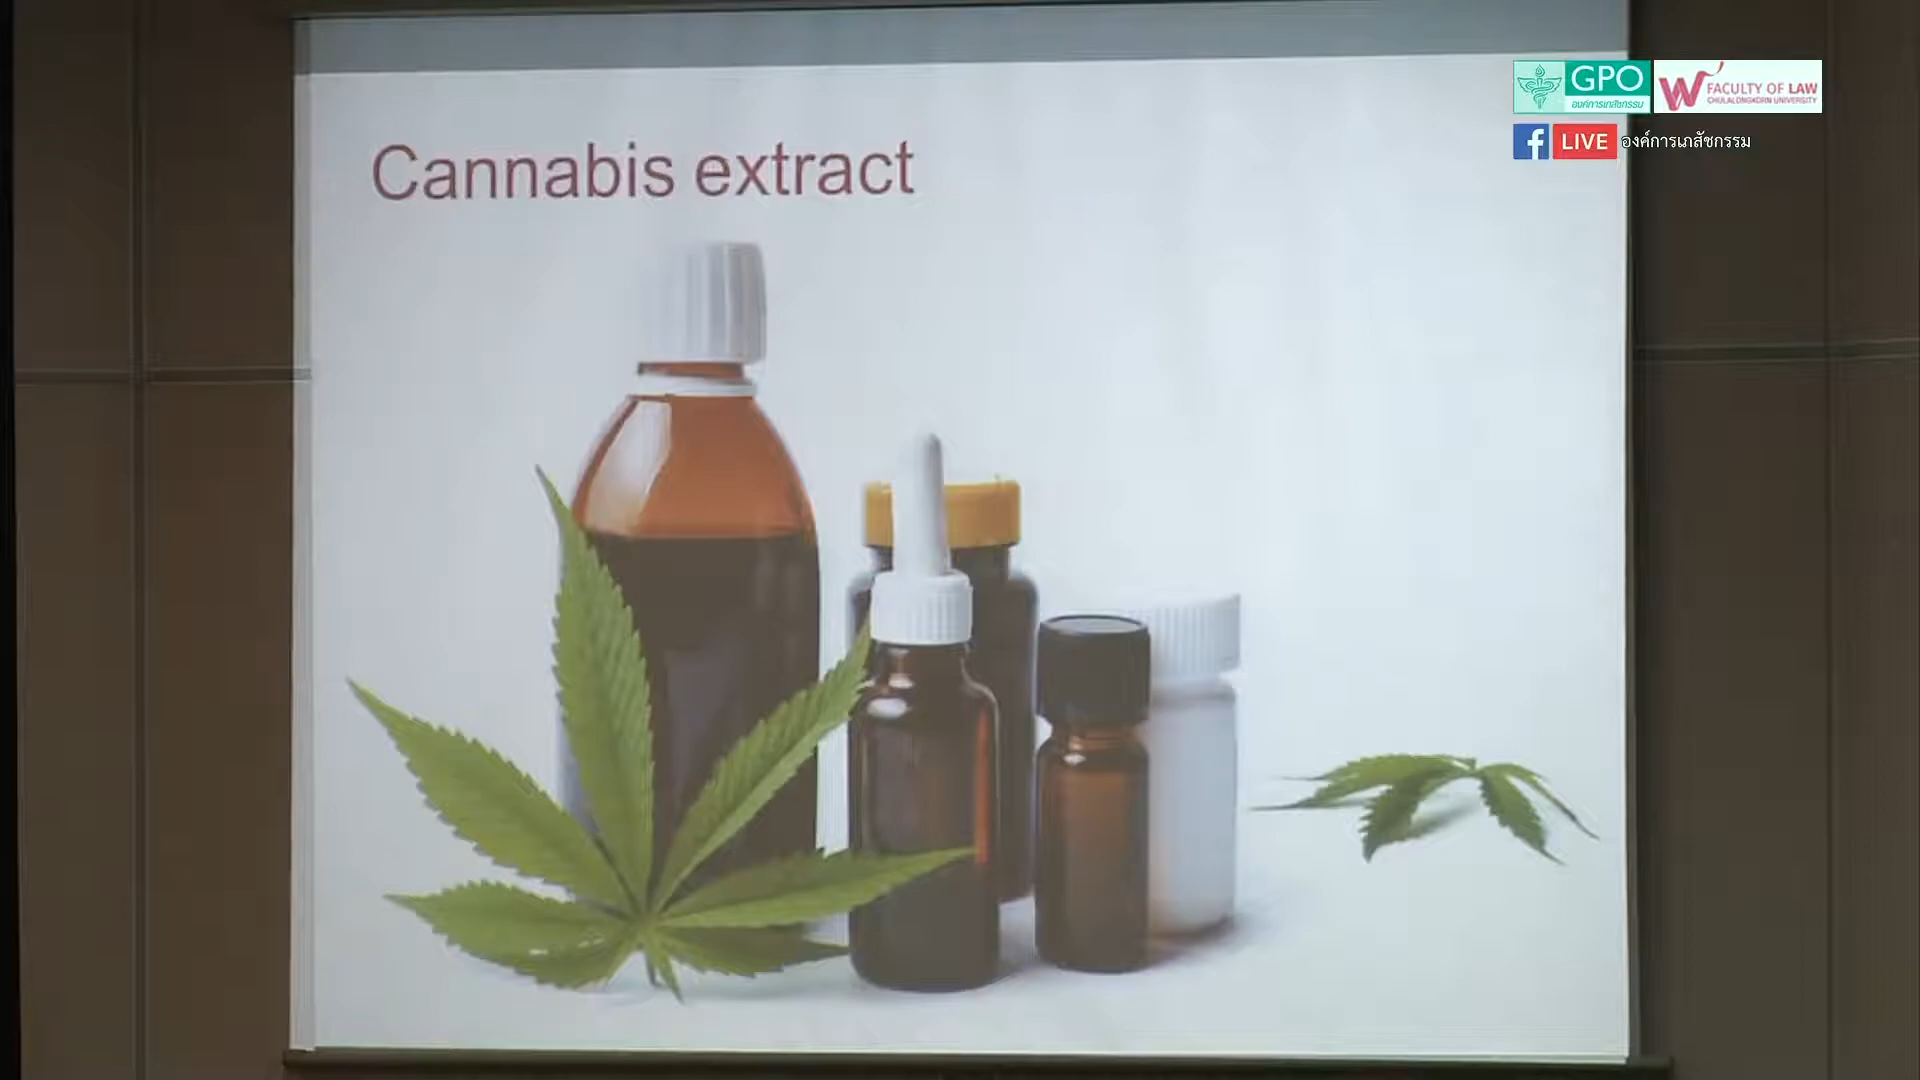 Cannabis extract
GPO
องค์การเภสัชกรรม
FACULTY OF LAW
CHULALONGKORN UNIVERSITY
LIVE องค์การเภสัชกรรม